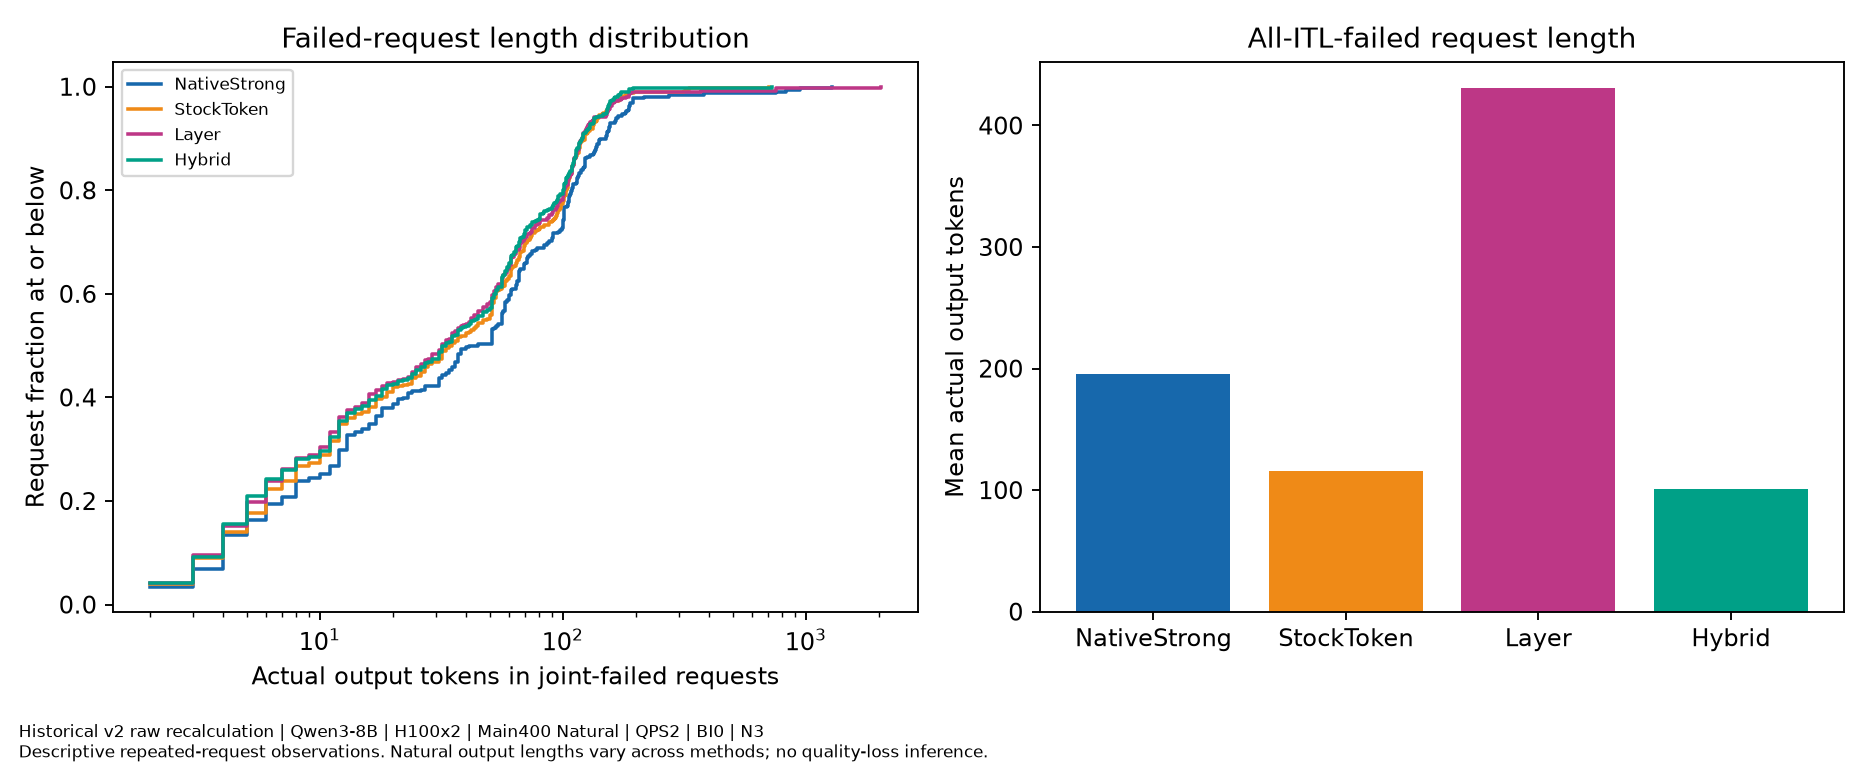 Failed-request length distribution
Request fraction at or below
1.0
0.8
0.6
0.4
0.2
0.0
NativeStrong
StockToken
Layer
Hybrid
10¹
10²
10³
Actual output tokens in joint-failed requests
All-ITL-failed request length
Mean actual output tokens
400
300
200
100
0
NativeStrong
StockToken
Layer
Hybrid
Historical v2 raw recalculation | Qwen3-8B | H100x2 | Main400 Natural | QPS2 | BI0 | N3
Descriptive repeated-request observations. Natural output lengths vary across methods; no quality-loss inference.